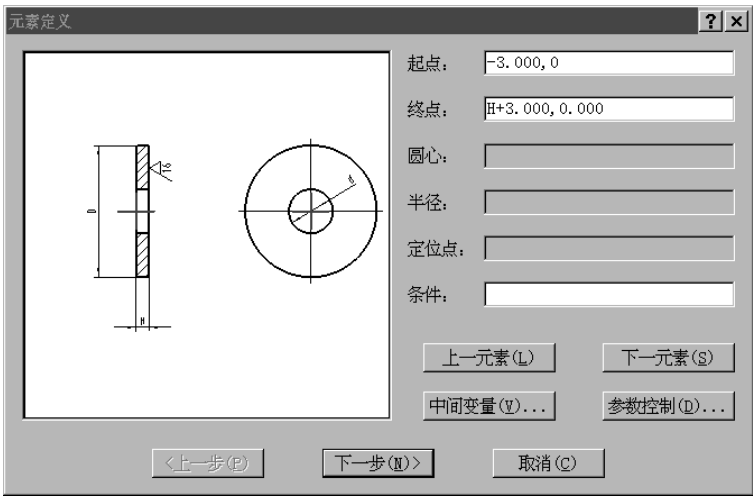 元素定义
起点: -3.000,0
终点: H+3.000,0.000
圆心:
半径:
定位点:
条件:
D
16
d
H
上一元素(L) 下一元素(S)
中间变量(V)... 参数控制(D)...
<上一步(P) 下一步(N)> 取消(C)